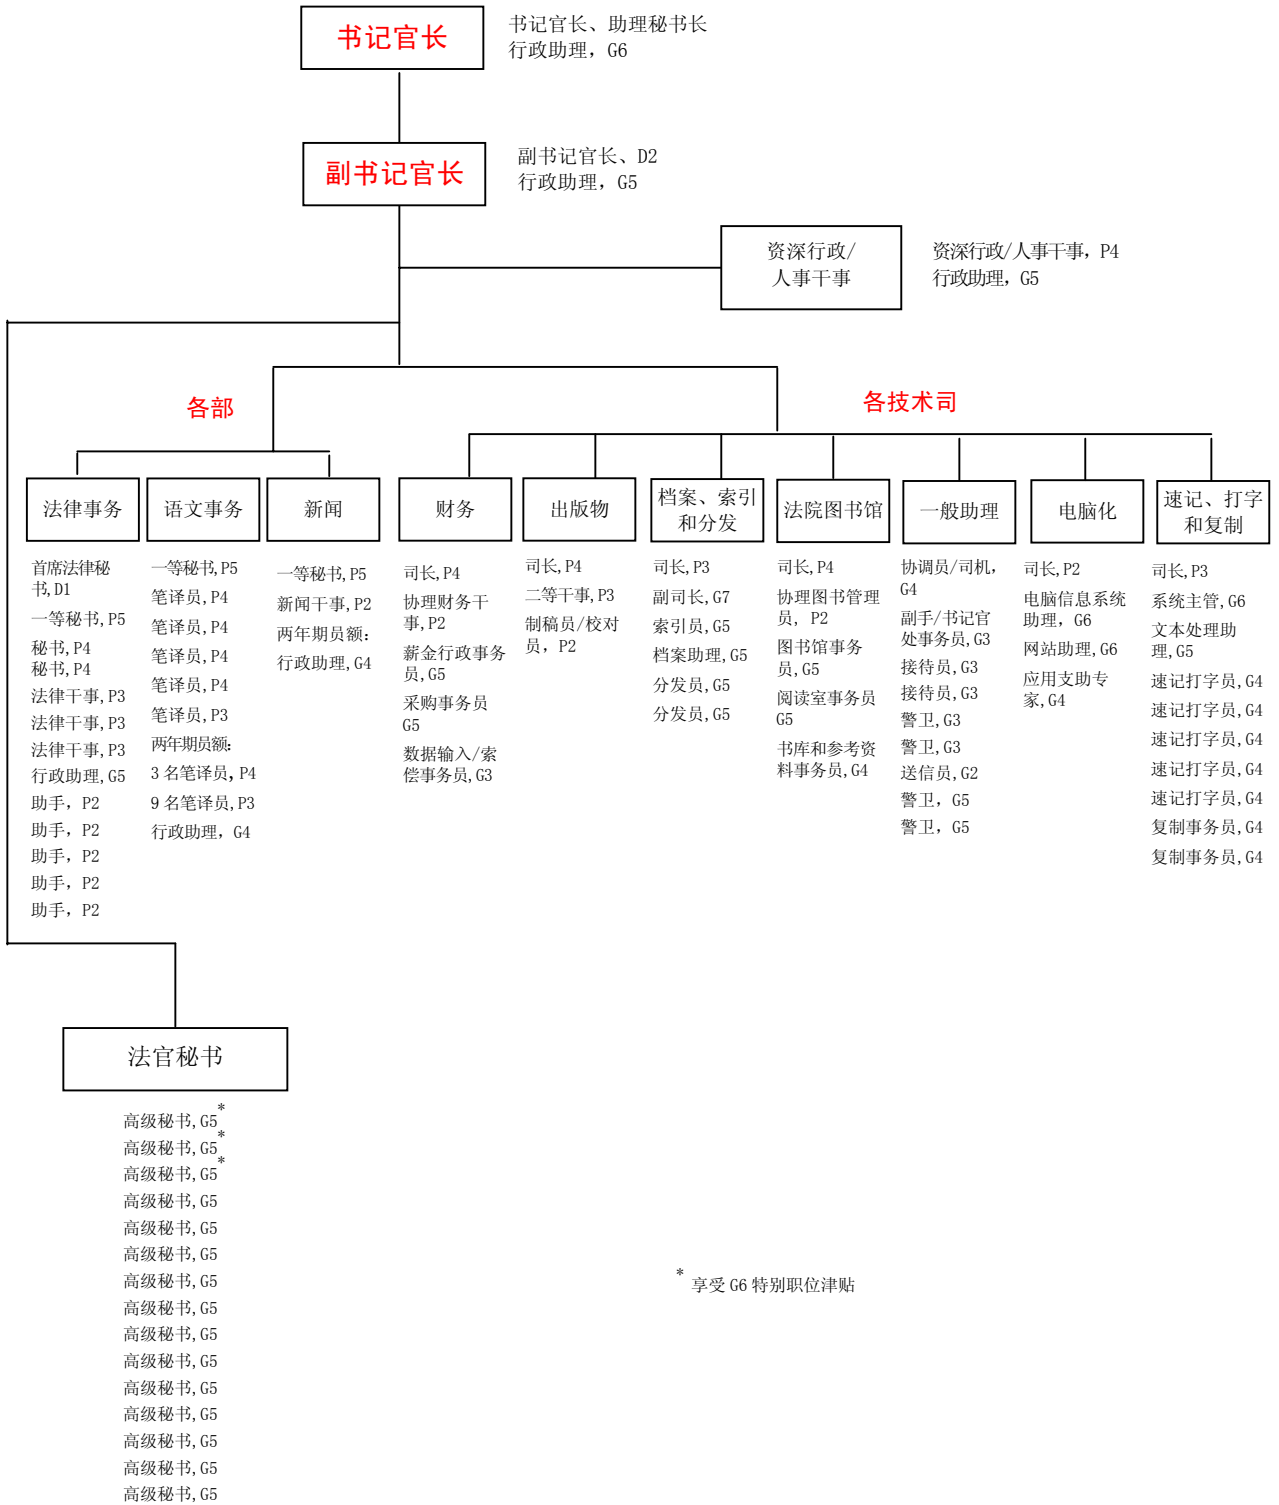 书记官长
书记官长、助理秘书长
行政助理，G6
副书记官长
副书记官长、D2
行政助理，G5
资深行政/
人事干事
资深行政/人事干事，P4
行政助理，G5
各部
各技术司
法律事务
首席法律秘
书,D1
一等秘书,P5
秘书,P4
秘书,P4
法律干事,P3
法律干事,P3
法律干事,P3
行政助理,G5
助手，P2
助手，P2
助手，P2
助手，P2
助手，P2
语文事务
一等秘书,P5
笔译员,P4
笔译员,P4
笔译员,P4
笔译员,P4
笔译员,P3
两年期员额:
3 名笔译员,P4
9 名笔译员,P3
行政助理，G4
新闻
一等秘书,P5
新闻干事,P2
两年期员额:
行政助理,G4
财务
司长,P4
协理财务干
事,P2
薪金行政事务
员,G5
采购事务员
G5
数据输入/索
偿事务员,G3
出版物
司长,P4
二等干事,P3
制稿员/校对
员，P2
档案、索引
和分发
司长,P3
副司长,G7
索引员,G5
档案助理,G5
分发员,G5
分发员,G5
法院图书馆
司长,P4
协理图书管理
员, P2
图书馆事务
员,G5
阅读室事务员
G5
书库和参考资
料事务员,G4
一般助理
协调员/司机，
G4
副手/书记官
处事务员,G3
接待员,G3
接待员,G3
警卫,G3
警卫,G3
送信员,G2
警卫，G5
警卫，G5
电脑化
司长,P2
电脑信息系统
助理，G6
网站助理,G6
应用支助专
家,G4
速记、打字
和复制
司长,P3
系统主管,G6
文本处理助
理,G5
速记打字员,G4
速记打字员,G4
速记打字员,G4
速记打字员,G4
速记打字员,G4
复制事务员,G4
复制事务员,G4
法官秘书
高级秘书,G5*
高级秘书,G5*
高级秘书,G5*
高级秘书,G5
高级秘书,G5
高级秘书,G5
高级秘书,G5
高级秘书,G5
高级秘书,G5
高级秘书,G5
高级秘书,G5
高级秘书,G5
高级秘书,G5
高级秘书,G5
高级秘书,G5
* 享受 G6 特别职位津贴